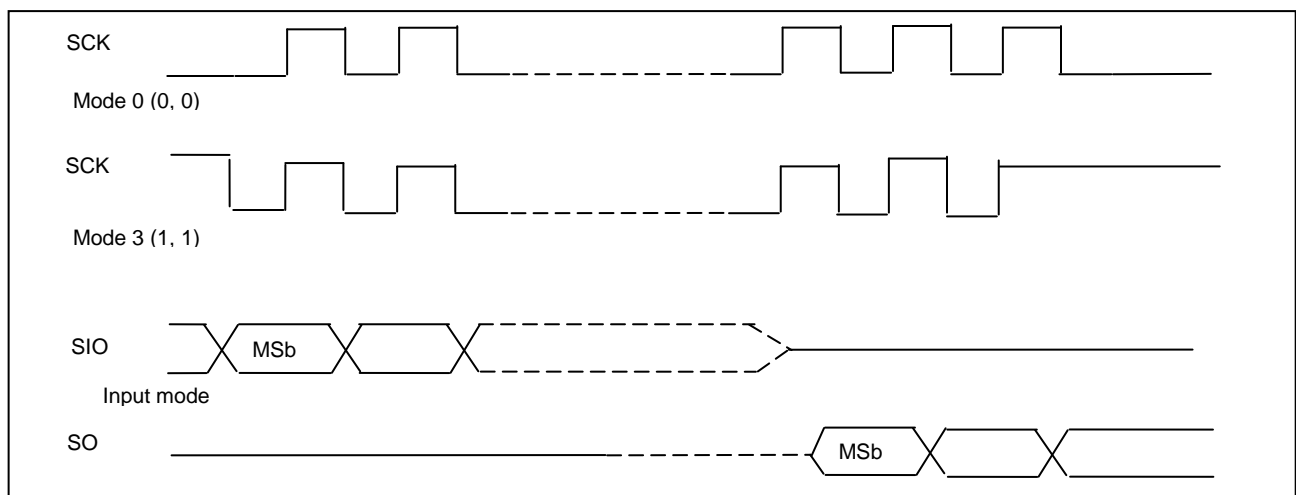 SCK
Mode 0 (0, 0)
SCK
Mode 3 (1, 1)
SIO
MSb
Input mode
SO
MSb